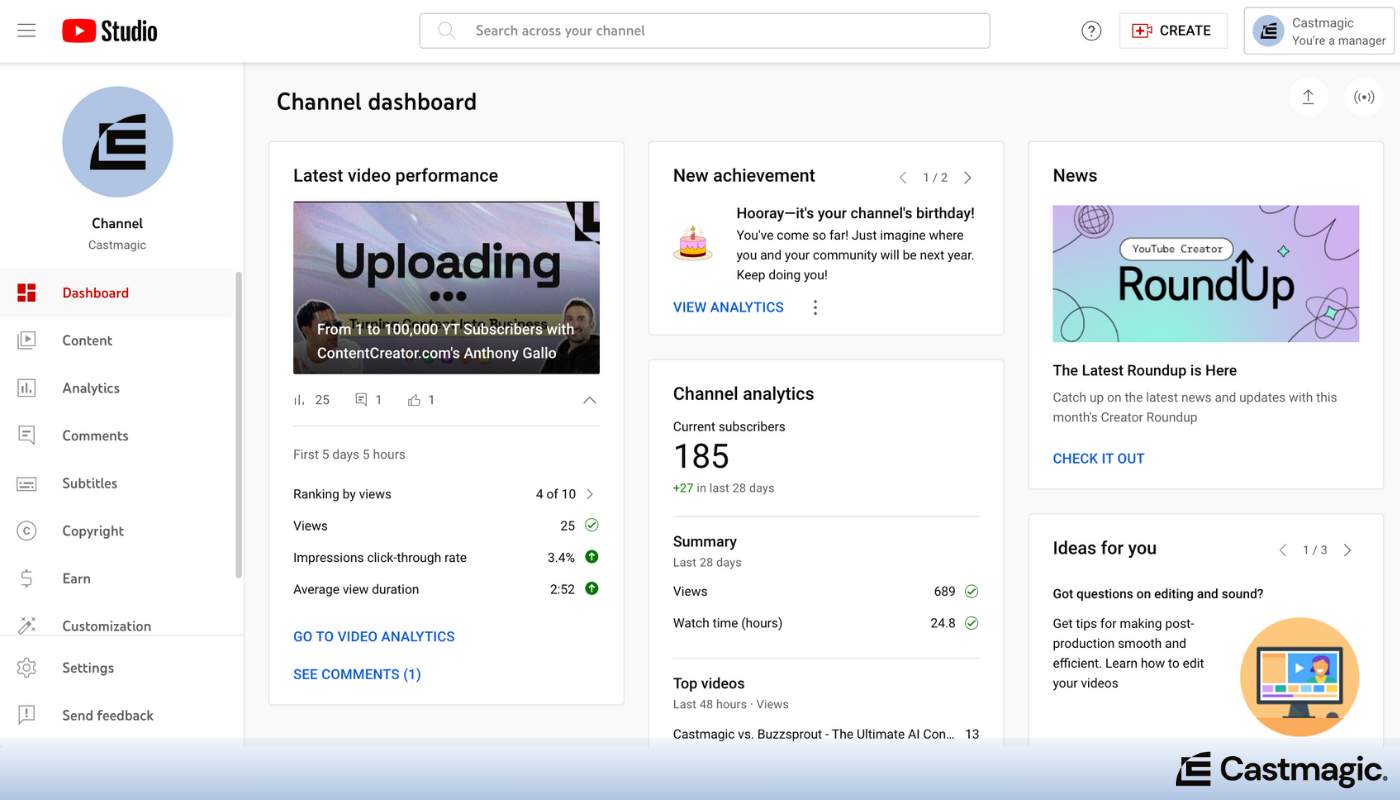 Studio
Search across your channel
?
CREATE
Castmagic
You're a manager
Channel
Castmagic
Dashboard
Content
Analytics
Comments
Subtitles
Copyright
Earn
Customization
Settings
Send feedback
Channel dashboard
Latest video performance
Uploading
From 1 to 100,000 YT Subscribers with
ContentCreator.com's Anthony Gallo
25 1 1
First 5 days 5 hours
Ranking by views 4 of 10
Views 25
Impressions click-through rate 3.4%
Average view duration 2:52
GO TO VIDEO ANALYTICS
SEE COMMENTS (1)
New achievement 1 / 2
Hooray—it's your channel's birthday!
You've come so far! Just imagine where
you and your community will be next year.
Keep doing you!
VIEW ANALYTICS
Channel analytics
Current subscribers
185
+27 in last 28 days
Summary
Last 28 days
Views 689
Watch time (hours) 24.8
Top videos
Last 48 hours · Views
Castmagic vs. Buzzsprout - The Ultimate AI Con... 13
News
YouTube Creator
RoundUp
The Latest Roundup is Here
Catch up on the latest news and updates with this
month's Creator Roundup
CHECK IT OUT
Ideas for you 1 / 3
Got questions on editing and sound?
Get tips for making post-
production smooth and
efficient. Learn how to edit
your videos
Castmagic.